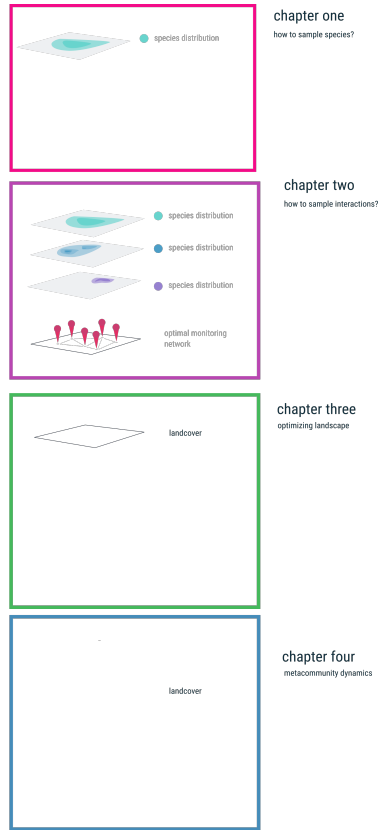 chapter one
how to sample species?
species distribution
chapter two
how to sample interactions?
species distribution
species distribution
species distribution
optimal monitoring
network
chapter three
optimizing landscape
landcover
chapter four
metacommunity dynamics
landcover